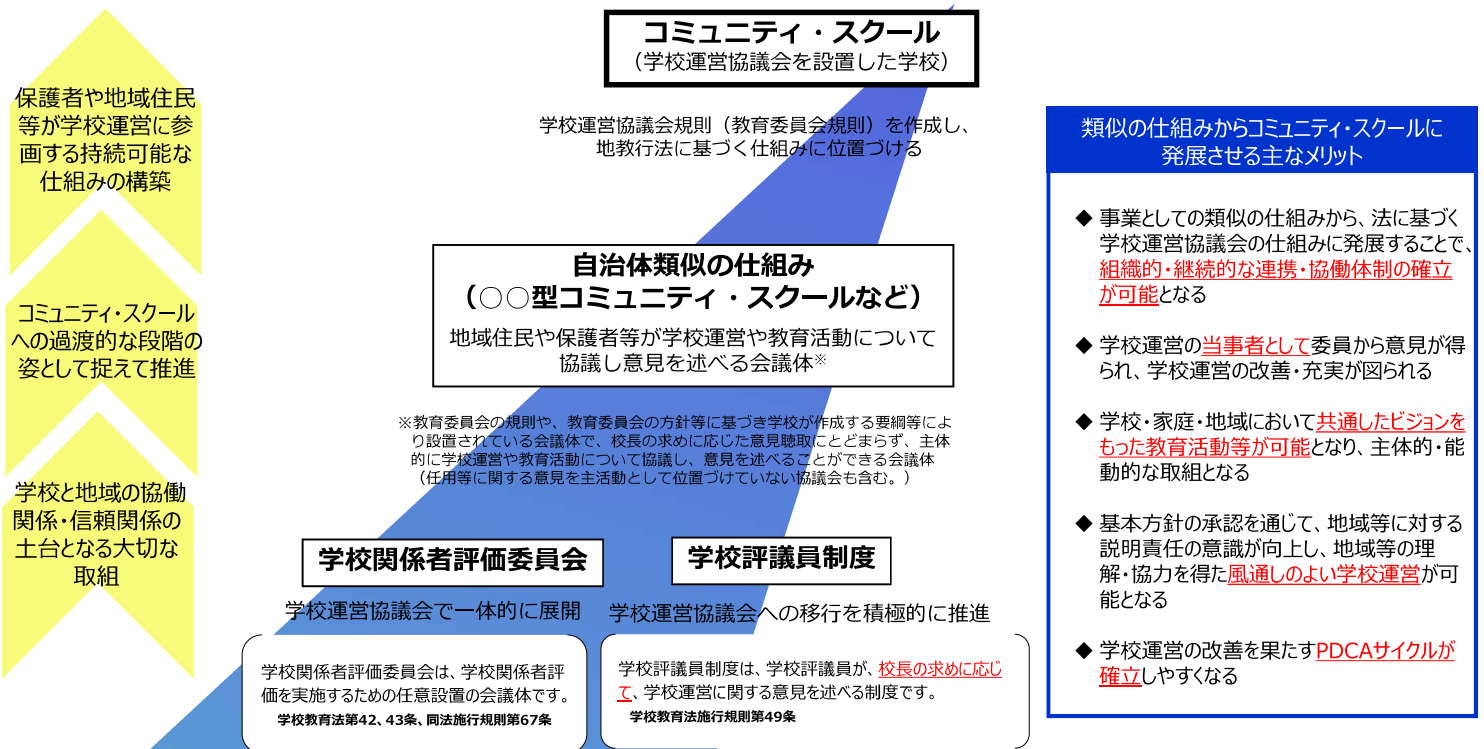 コミュニティ・スクール
（学校運営協議会を設置した学校）
学校運営協議会規則（教育委員会規則）を作成し、
地教行法に基づく仕組みに位置づける
保護者や地域住民
等が学校運営に参
画する持続可能な
仕組みの構築
自治体類似の仕組み
（○○型コミュニティ・スクールなど）
地域住民や保護者等が学校運営や教育活動について
協議し意見を述べる会議体※
コミュニティ・スクール
への過渡的な段階の
姿として捉えて推進
※教育委員会の規則や、教育委員会の方針等に基づき学校が作成する要綱等によ
り設置されている会議体で、校長の求めに応じた意見聴取にとどまらず、主体
的に学校運営や教育活動について協議し、意見を述べることができる会議体
（任用等に関する意見を主活動として位置づけていない協議会も含む。）
学校と地域の協働
関係・信頼関係の
土台となる大切な
取組
学校関係者評価委員会
学校運営協議会で一体的に展開
学校関係者評価委員会は、学校関係者評
価を実施するための任意設置の会議体です。
学校教育法第42、43条、同法施行規則第67条
学校評議員制度
学校運営協議会への移行を積極的に推進
学校評議員制度は、学校評議員が、校長の求めに応じ
て、学校運営に関する意見を述べる制度です。
学校教育法施行規則第49条
類似の仕組みからコミュニティ・スクールに
発展させる主なメリット
◆ 事業としての類似の仕組みから、法に基づく
学校運営協議会の仕組みに発展することで、
組織的・継続的な連携・協働体制の確立
が可能となる
◆ 学校運営の当事者として委員から意見が得
られ、学校運営の改善・充実が図られる
◆ 学校・家庭・地域において共通したビジョンを
もった教育活動等が可能となり、主体的・能
動的な取組となる
◆ 基本方針の承認を通じて、地域等に対する
説明責任の意識が向上し、地域等の理
解・協力を得た風通しのよい学校運営が可
能となる
◆ 学校運営の改善を果たすPDCAサイクルが
確立しやすくなる